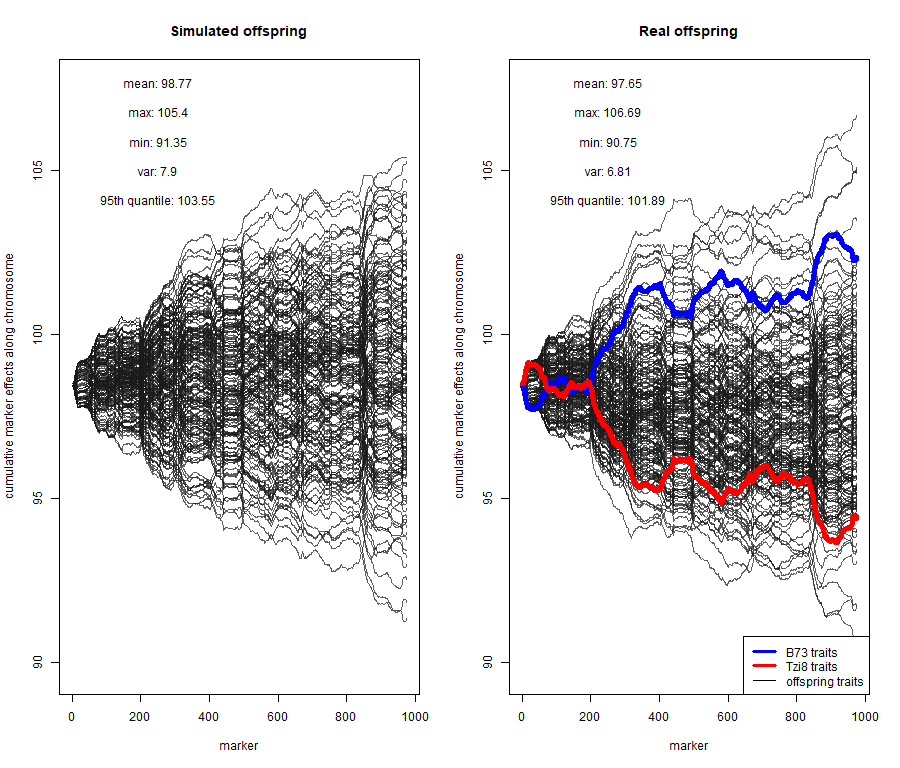 Simulated offspring
mean: 98.77
max: 105.4
min: 91.35
var: 7.9
95th quantile: 103.55
cumulative marker effects along chromosome
105
100
95
90
0 200 400 600 800 1000
marker
Real offspring
mean: 97.65
max: 106.69
min: 90.75
var: 6.81
95th quantile: 101.89
cumulative marker effects along chromosome
105
100
95
90
B73 traits
Tzi8 traits
offspring traits
0 200 400 600 800 1000
marker